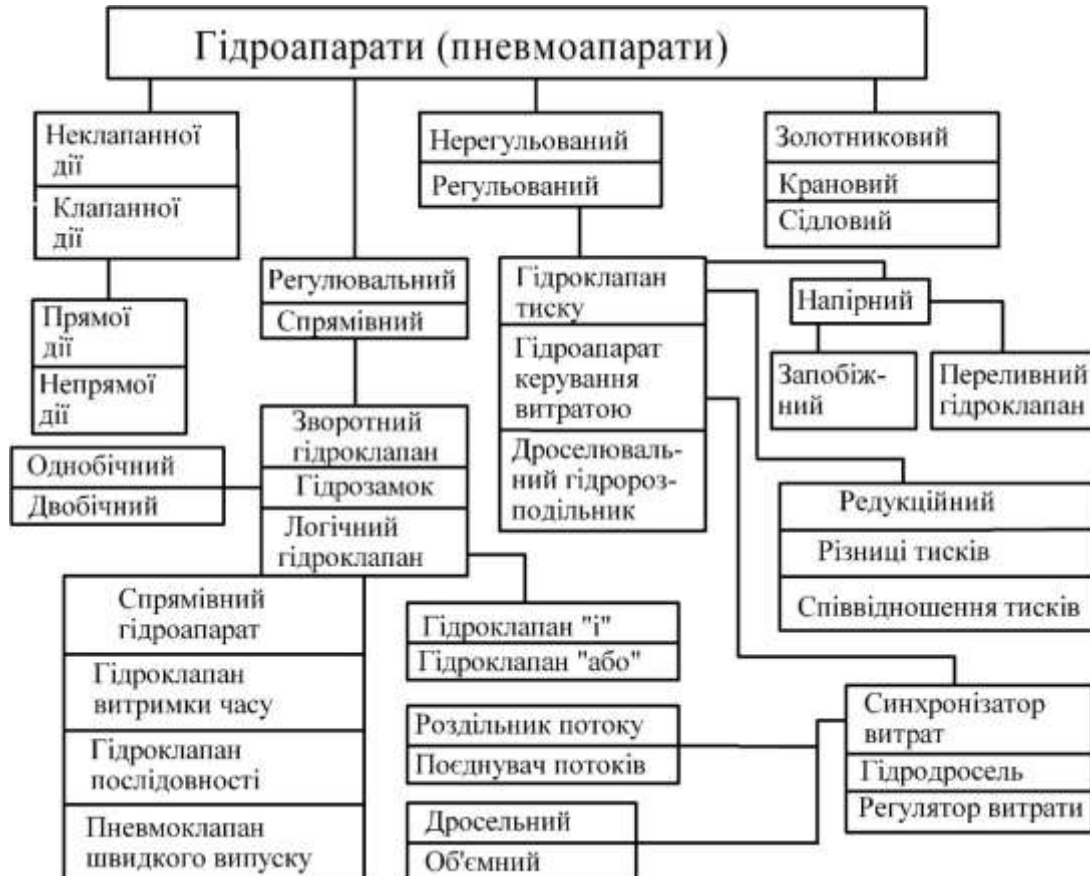 Гідроапарати (пневмоапарати)
Неклапанної
дії
Клапанної
дії
Нерегульований
Регульований
Золотниковий
Крановий
Сідловий
Прямої
дії
Непрямої
дії
Регулювальний
Спрямівний
Гідроклапан
тиску
Гідроапарат
керування
витратою
Дроселюваль-
ний гідророз-
подільник
Напірний
Запобіж-
ний
Переливний
гідроклапан
Однобічний
Двобічний
Зворотний
гідроклапан
Гідрозамок
Логічний
гідроклапан
Редукційний
Різниці тисків
Співвідношення тисків
Спрямівний
гідроапарат
Гідроклапан
витримки часу
Гідроклапан
послідовності
Пневмоклапан
швидкого випуску
Гідроклапан "і"
Гідроклапан "або"
Роздільник потоку
Поєднувач потоків
Дросельний
Об'ємний
Синхронізатор
витрат
Гідродросель
Регулятор витрати